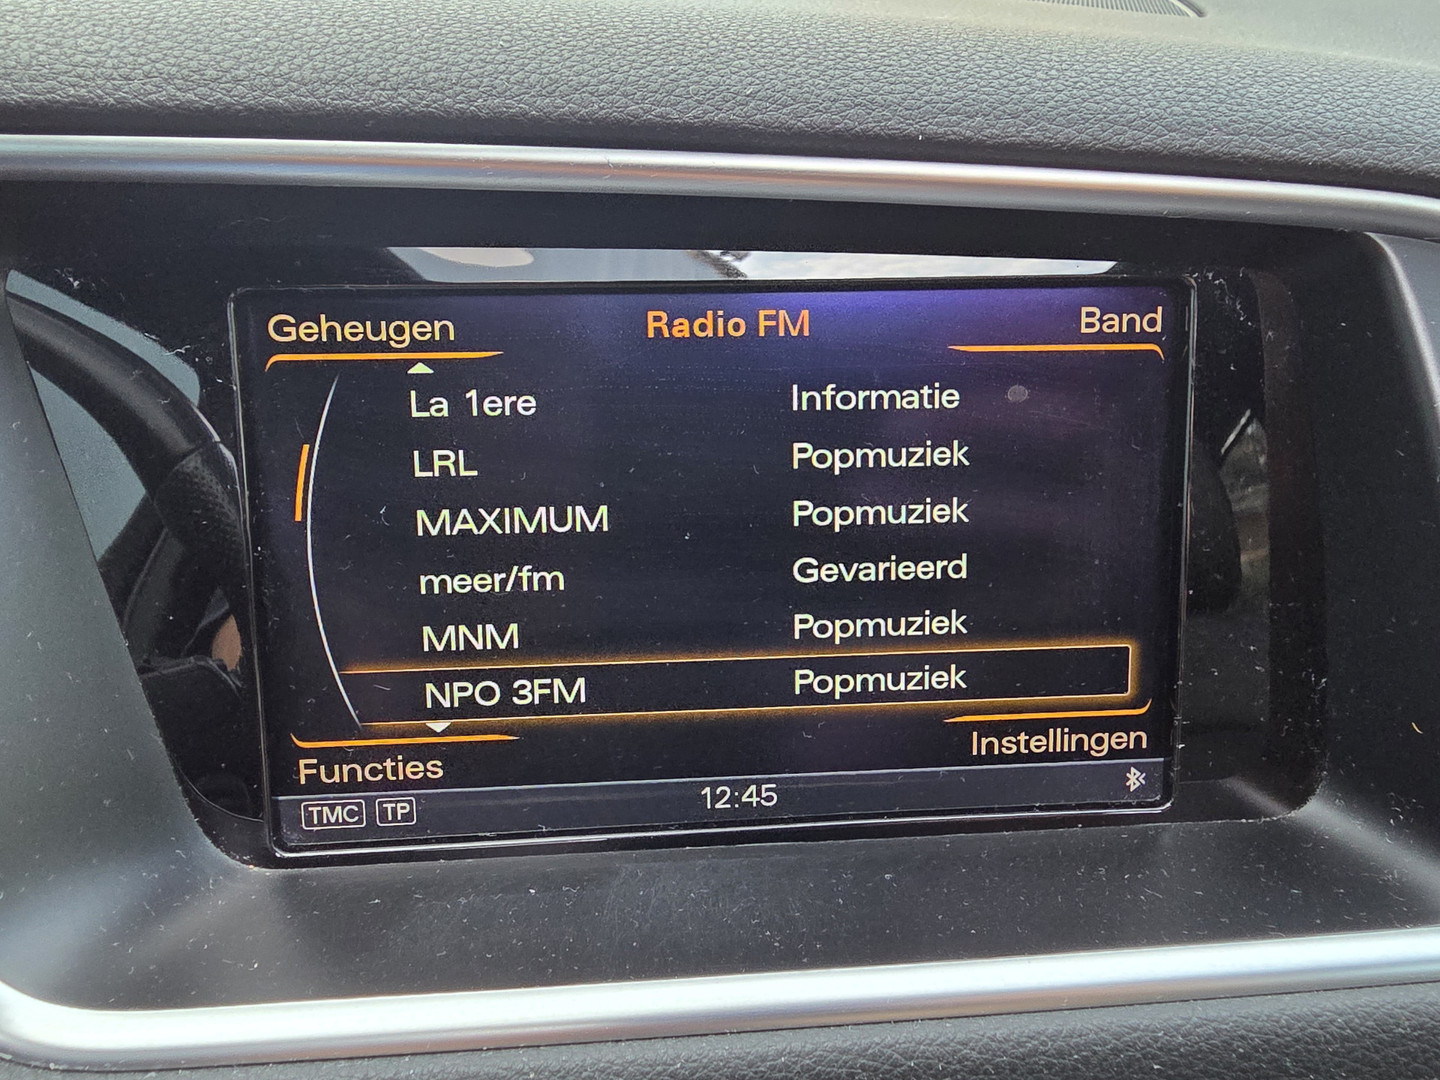 Geheugen Radio FM Band
La 1ere Informatie
LRL Popmuziek
MAXIMUM Popmuziek
meer/fm Gevarieerd
MNM Popmuziek
NPO 3FM Popmuziek
Functies Instellingen
TMC TP 12:45